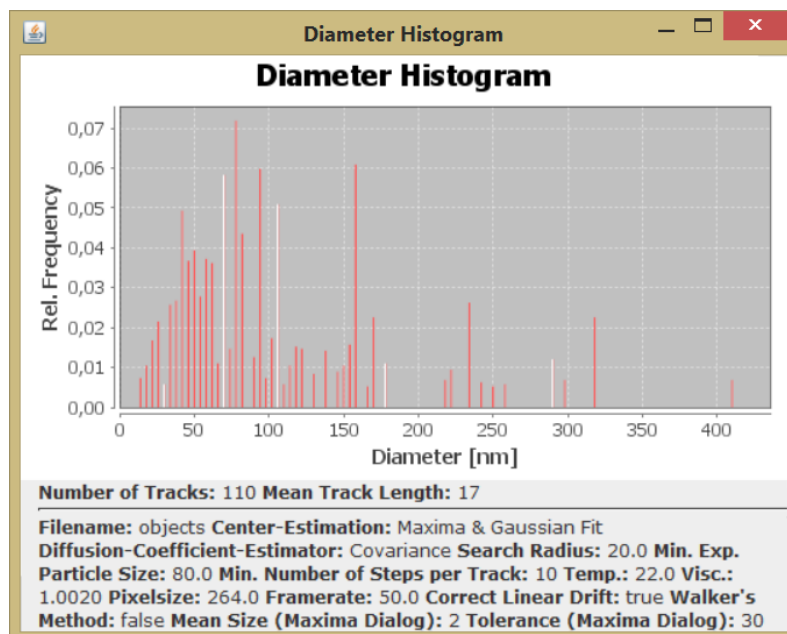 Diameter Histogram
Diameter Histogram
0,07
0,06
0,05
0,04
0,03
0,02
0,01
0,00
Rel. Frequency
0 50 100 150 200 250 300 350 400
Diameter [nm]
Number of Tracks: 110 Mean Track Length: 17
Filename: objects Center-Estimation: Maxima & Gaussian Fit
Diffusion-Coefficient-Estimator: Covariance Search Radius: 20.0 Min. Exp.
Particle Size: 80.0 Min. Number of Steps per Track: 10 Temp.: 22.0 Visc.:
1.0020 Pixelsize: 264.0 Framerate: 50.0 Correct Linear Drift: true Walker's
Method: false Mean Size (Maxima Dialog): 2 Tolerance (Maxima Dialog): 30